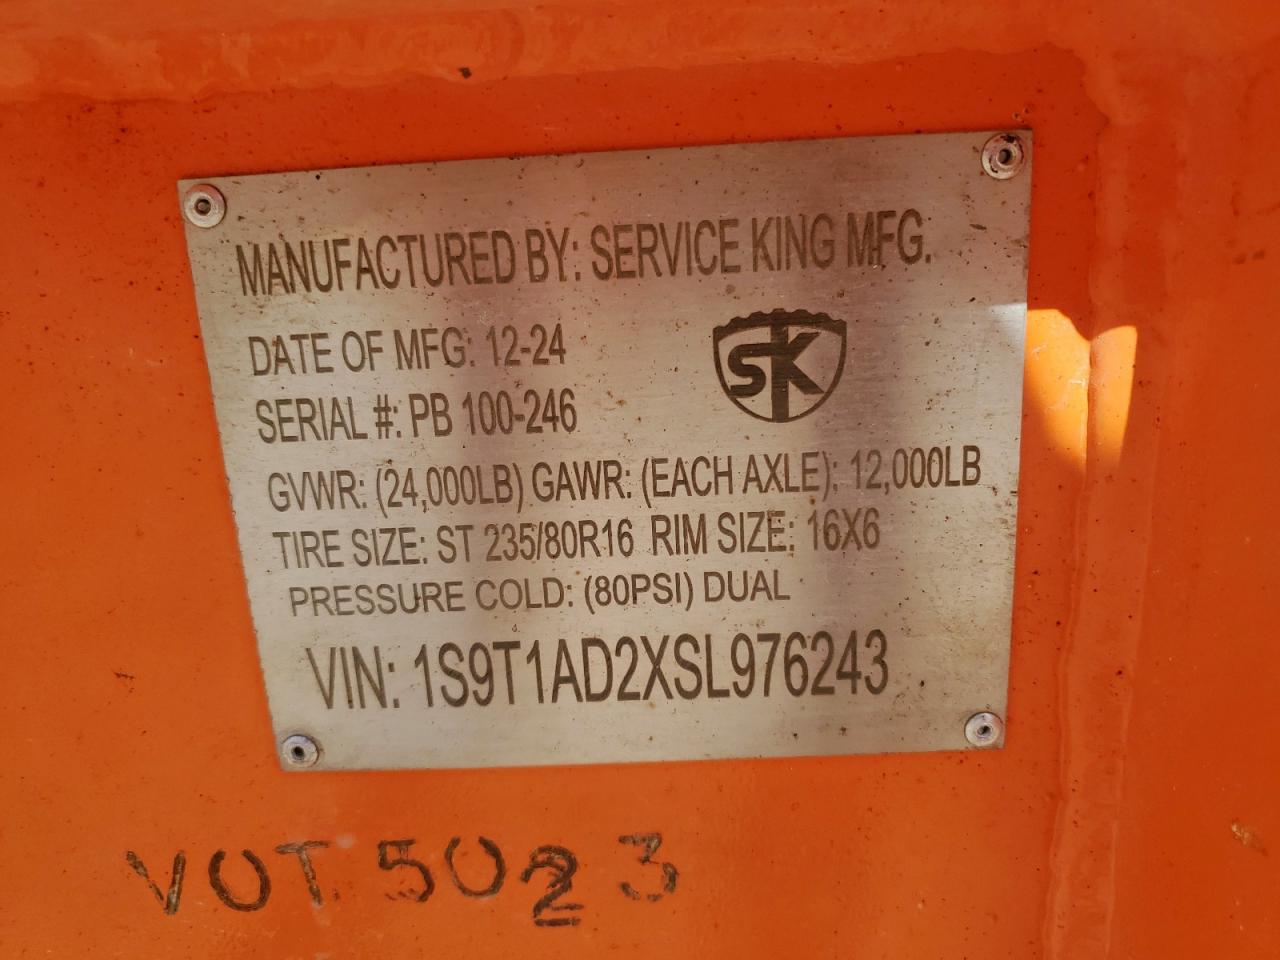 MANUFACTURED BY: SERVICE KING MFG.
DATE OF MFG: 12-24
SK
SERIAL #: PB 100-246
GVWR: (24,000LB) GAWR: (EACH AXLE): 12,000LB
TIRE SIZE: ST 235/80R16 RIM SIZE: 16X6
PRESSURE COLD: (80PSI) DUAL
VIN: 1S9T1AD2XSL976243
VOT 5023